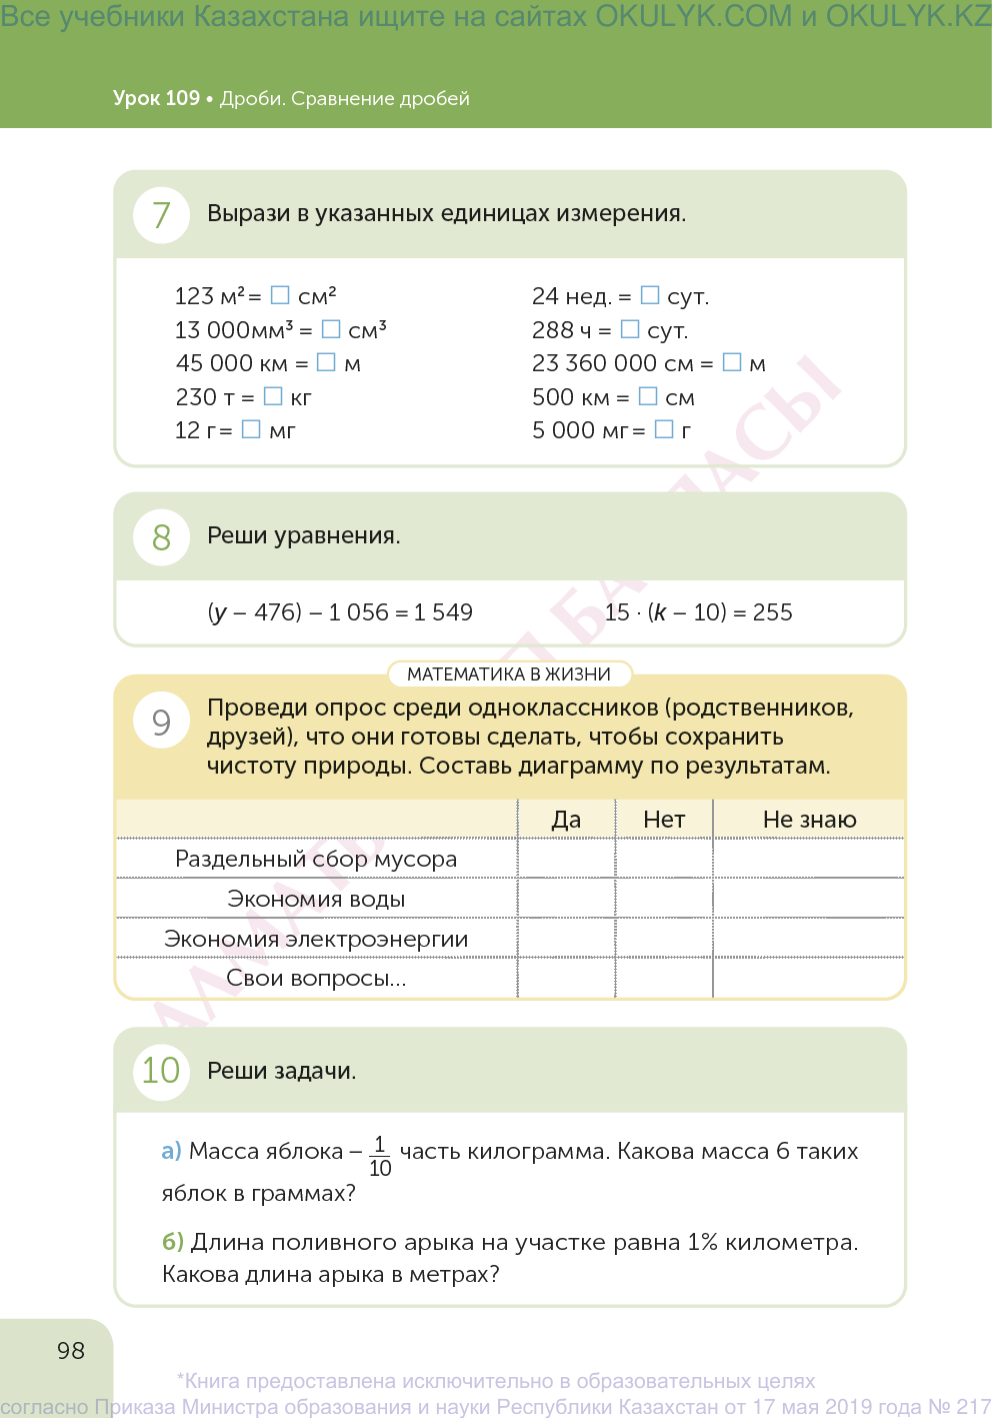 Все учебники Казахстана ищите на сайтах OKULYK.COM и OKULYK.KZ
Урок 109 • Дроби. Сравнение дробей
7 Вырази в указанных единицах измерения.
123 м² = □ см²
13 000мм³ = □ см³
45 000 км = □ м
230 т = □ кг
12 г = □ мг
24 нед. = □ сут.
288 ч = □ сут.
23 360 000 см = □ м
500 км = □ см
5 000 мг = □ г
8 Реши уравнения.
(y – 476) – 1 056 = 1 549
15 · (k – 10) = 255
МАТЕМАТИКА В ЖИЗНИ
9 Проведи опрос среди одноклассников (родственников,
друзей), что они готовы сделать, чтобы сохранить
чистоту природы. Составь диаграмму по результатам.
Да Нет Не знаю
Раздельный сбор мусора
Экономия воды
Экономия электроэнергии
Свои вопросы...
10 Реши задачи.
а) Масса яблока – 1/10 часть килограмма. Какова масса 6 таких
яблок в граммах?
б) Длина поливного арыка на участке равна 1% километра.
Какова длина арыка в метрах?
98
*Книга предоставлена исключительно в образовательных целях
согласно Приказа Министра образования и науки Республики Казахстан от 17 мая 2019 года № 217